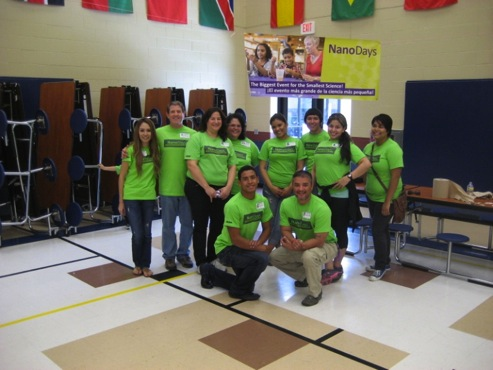 EXIT
NanoDays
The Biggest Event for the Smallest Science!
¡El evento más grande de la ciencia más pequeña!